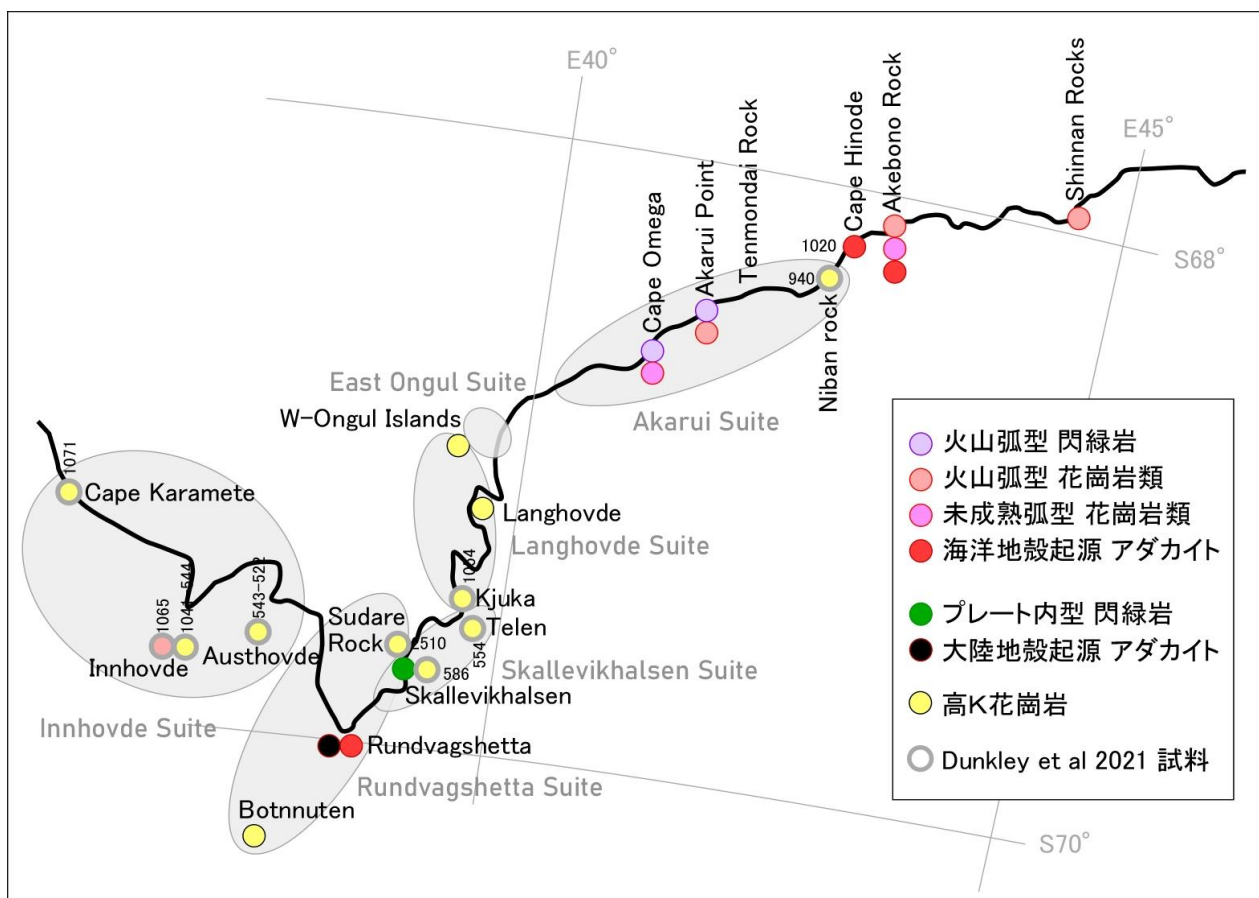 E40°
E45°
S68°
S70°
Shinnan Rocks
Akebono Rock
Cape Hinode
Tenmondai Rock
Akarui Point
Cape Omega
1020
940
Niban rock
Akarui Suite
East Ongul Suite
W-Ongul Islands
Langhovde
Langhovde Suite
1071
Cape Karamete
1065
1041-544
543-522
Innhovde
Austhovde
Innhovde Suite
1054
Kjuka
Telen
554
Sudare
Rock
2510
586
Skallevikhalsen Suite
Skallevikhalsen
Rundvagshetta
Rundvagshetta Suite
Botnnuten
火山弧型 閃緑岩
火山弧型 花崗岩類
未成熟弧型 花崗岩類
海洋地殻起源 アダカイト
プレート内型 閃緑岩
大陸地殻起源 アダカイト
高K花崗岩
Dunkley et al 2021 試料